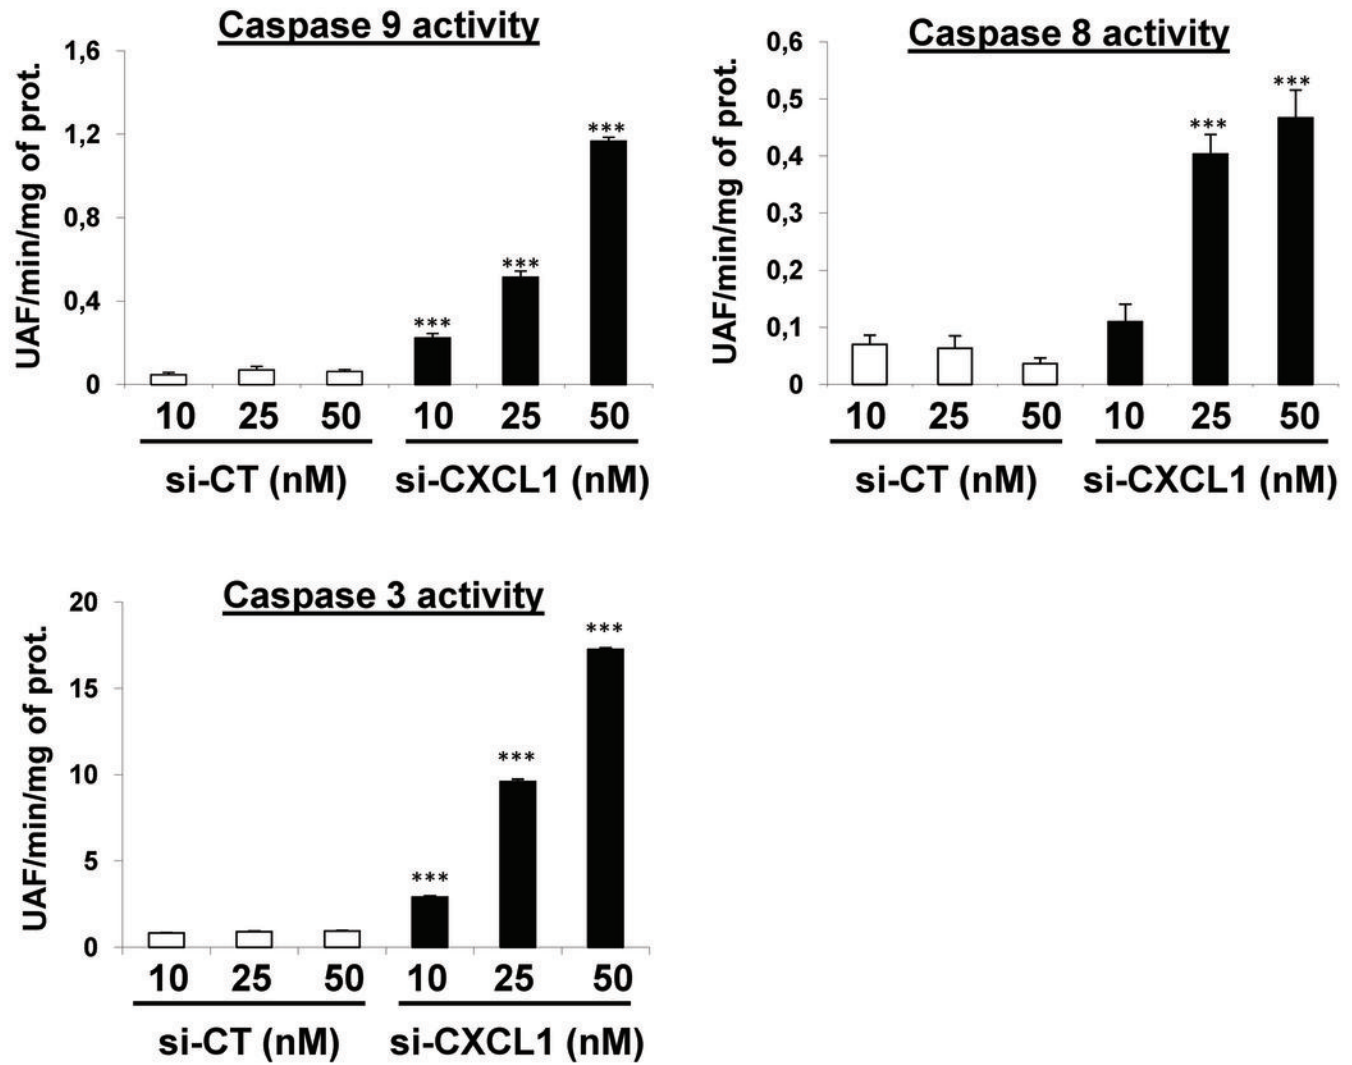 Caspase 9 activity
UAF/min/mg of prot.
1,6
1,2
0,8
0,4
0
***
***
***
10 25 50 10 25 50
si-CT (nM) si-CXCL1 (nM)
Caspase 8 activity
UAF/min/mg of prot.
0,6
0,5
0,4
0,3
0,2
0,1
0
***
***
10 25 50 10 25 50
si-CT (nM) si-CXCL1 (nM)
Caspase 3 activity
UAF/min/mg of prot.
20
15
10
5
0
***
***
***
10 25 50 10 25 50
si-CT (nM) si-CXCL1 (nM)